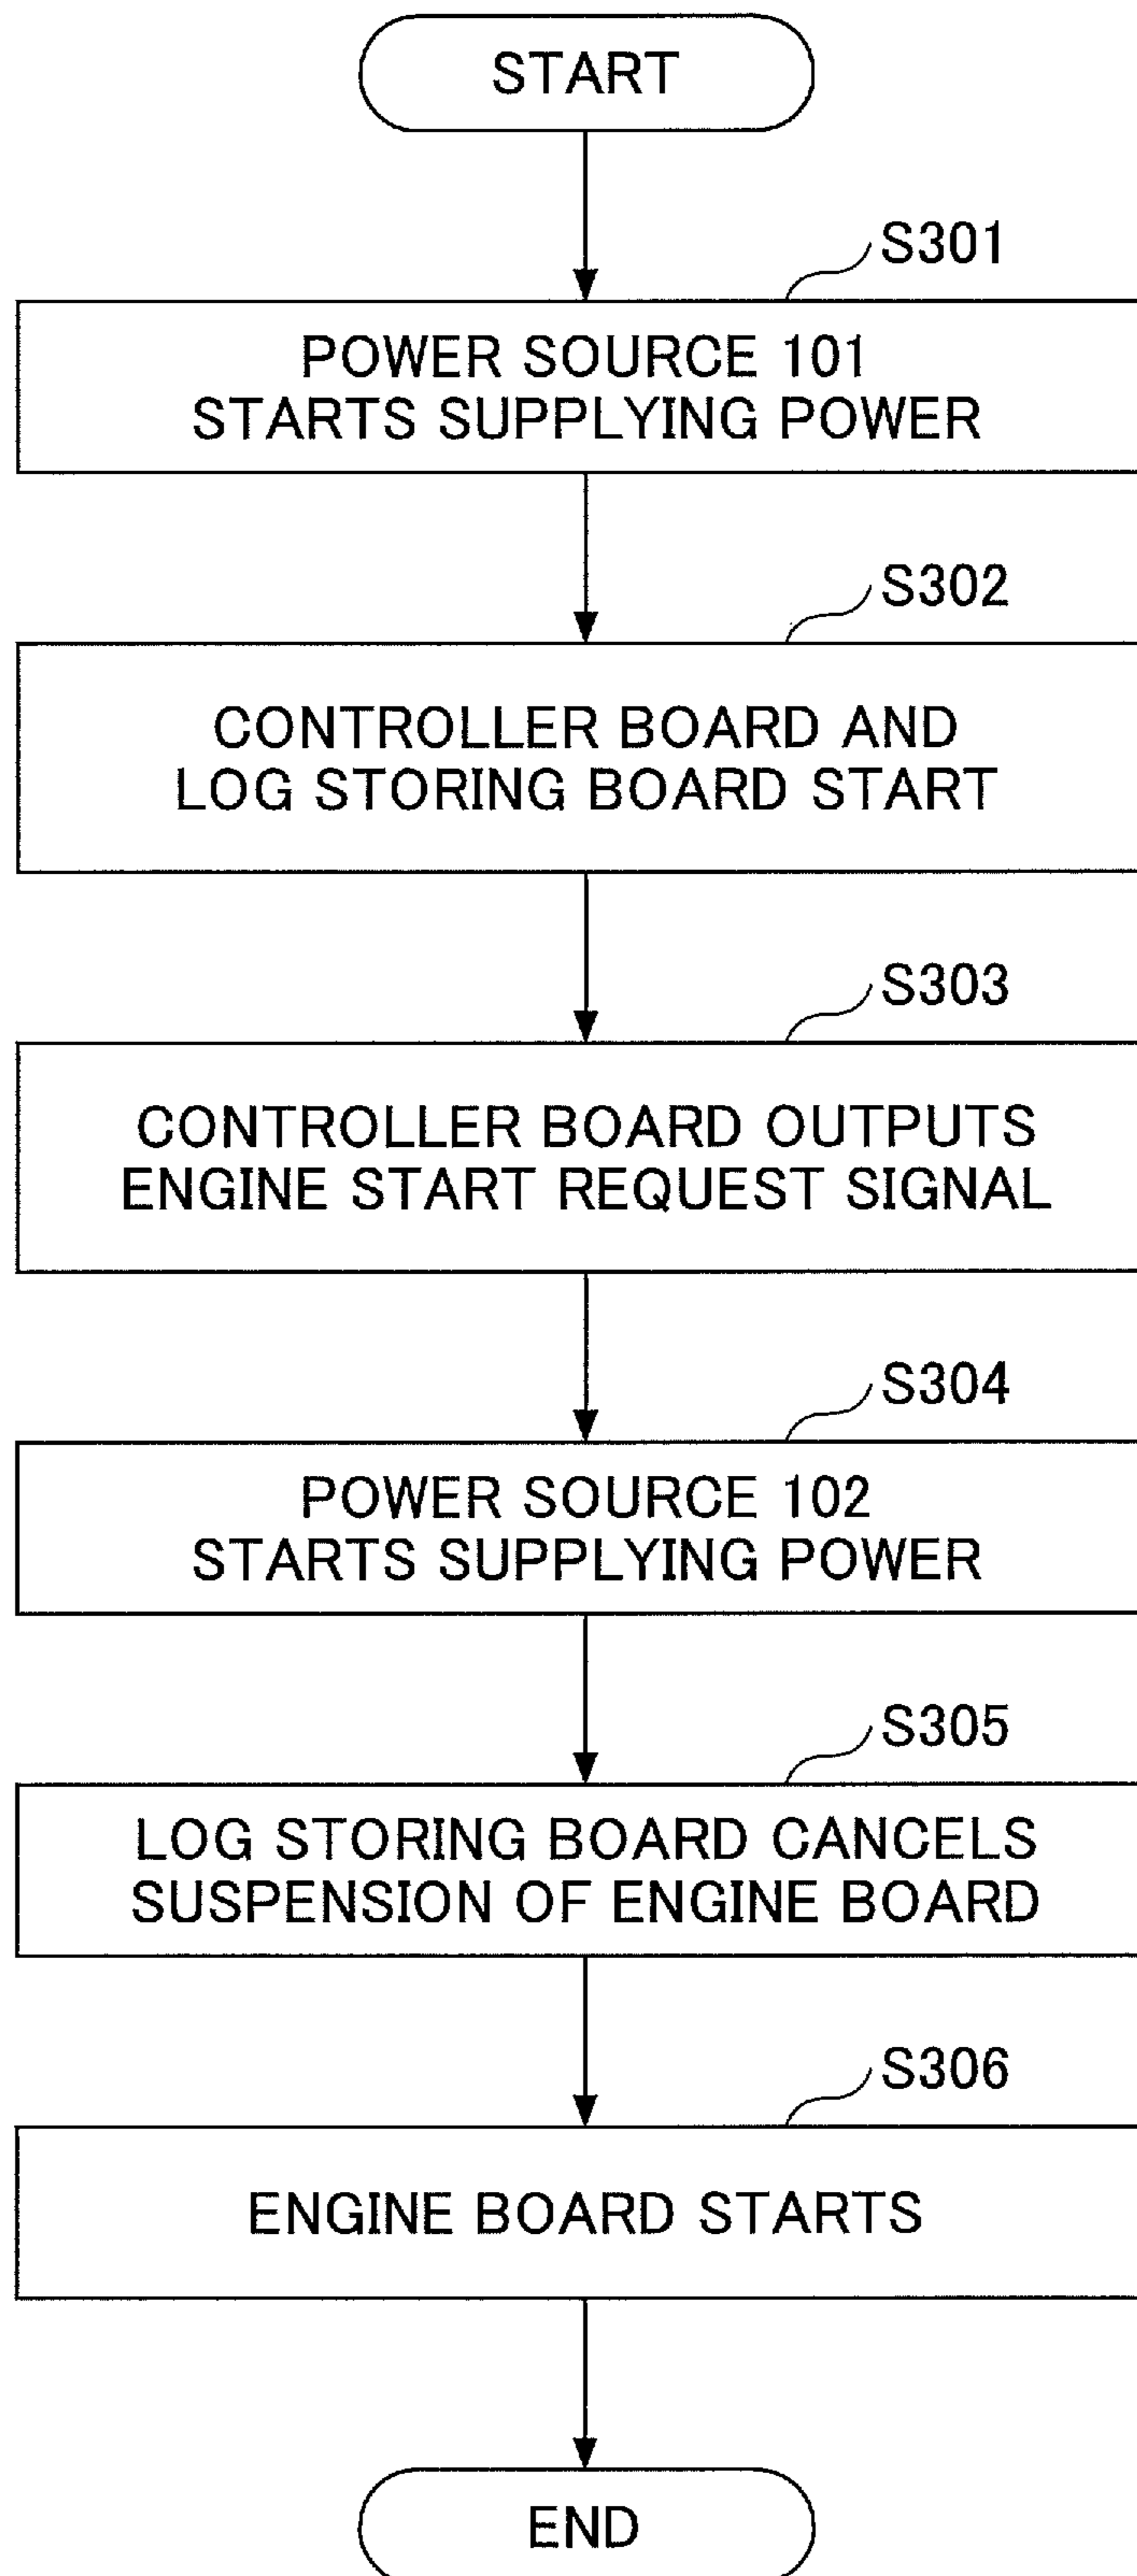 START
S301
POWER SOURCE 101
STARTS SUPPLYING POWER
S302
CONTROLLER BOARD AND
LOG STORING BOARD START
S303
CONTROLLER BOARD OUTPUTS
ENGINE START REQUEST SIGNAL
S304
POWER SOURCE 102
STARTS SUPPLYING POWER
S305
LOG STORING BOARD CANCELS
SUSPENSION OF ENGINE BOARD
S306
ENGINE BOARD STARTS
END